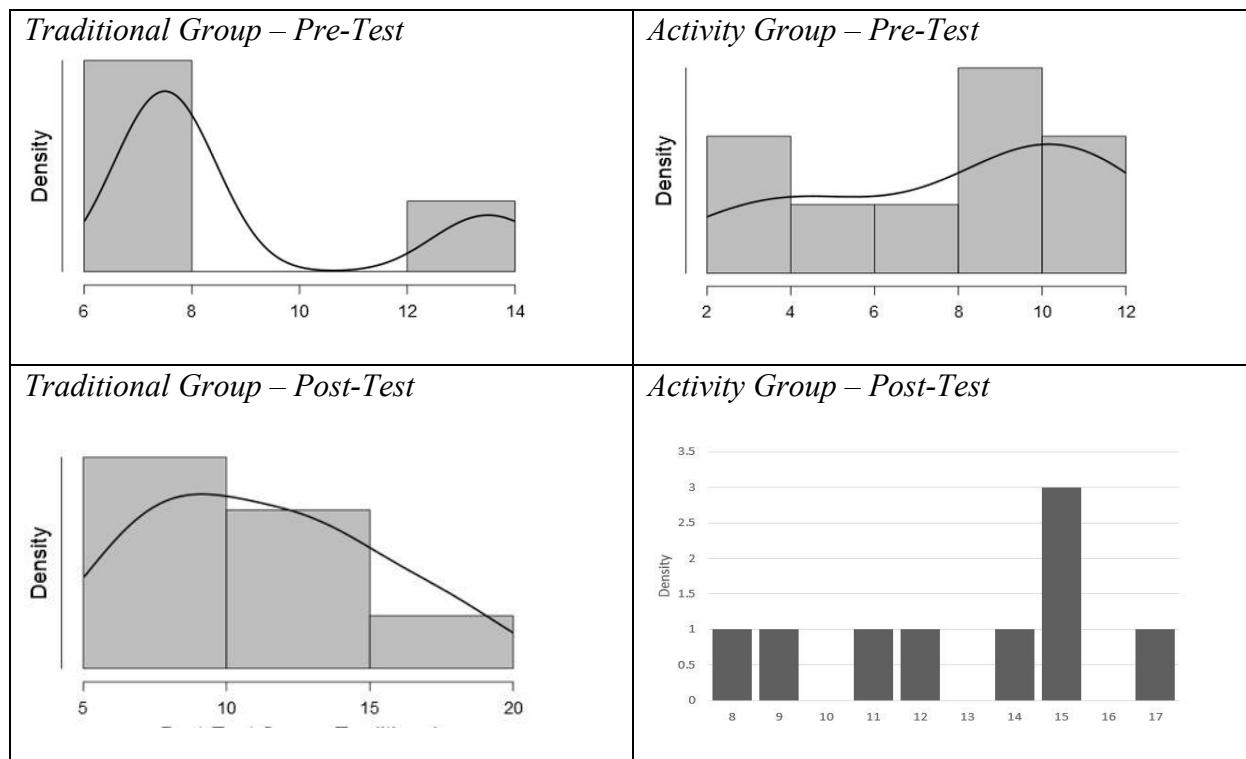 Traditional Group – Pre-Test
Density
6 8 10 12 14
Activity Group – Pre-Test
Density
2 4 6 8 10 12
Traditional Group – Post-Test
Density
5 10 15 20
Activity Group – Post-Test
3.5
3
2.5
2
1.5
1
0.5
0
Density
8 9 10 11 12 13 14 15 16 17